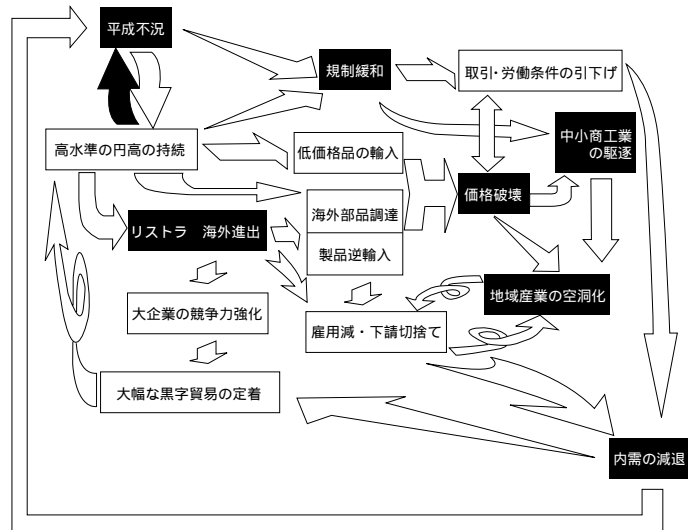 平成不況
規制緩和
取引・労働条件の引下げ
中小商工業
の駆逐
高水準の円高の持続
低価格品の輸入
価格破壊
海外部品調達
リストラ　海外進出
製品逆輸入
地域産業の空洞化
大企業の競争力強化
雇用減・下請切捨て
大幅な黒字貿易の定着
内需の減退